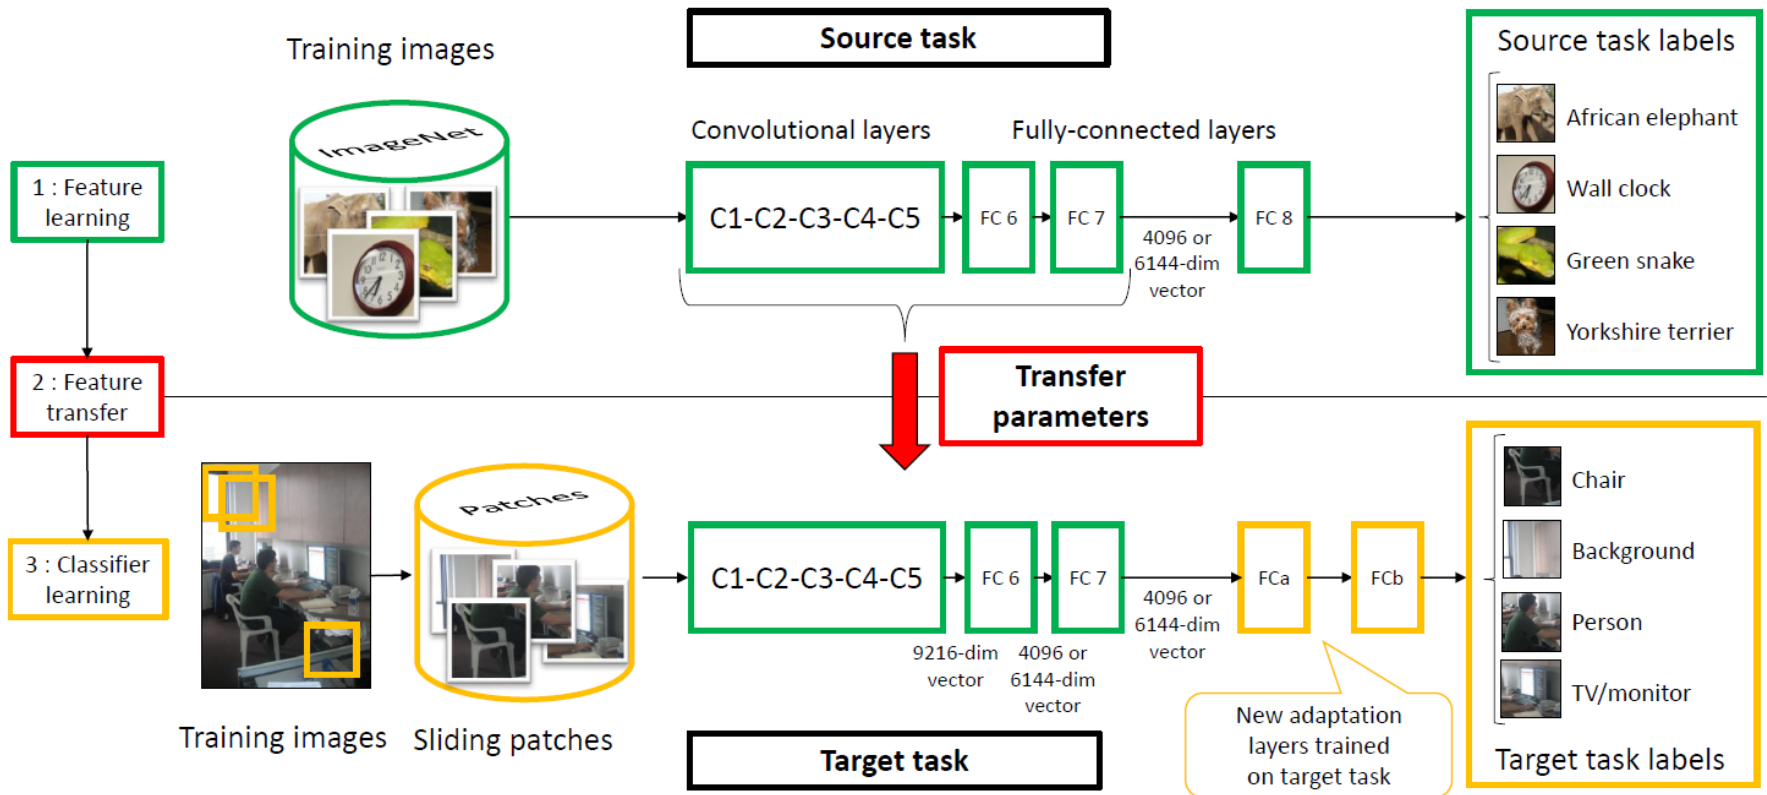 Source task
Training images
Source task labels
ImageNet
Convolutional layers
Fully-connected layers
African elephant
1 : Feature
learning
Wall clock
C1-C2-C3-C4-C5
FC 6
FC 7
FC 8
4096 or
6144-dim
vector
Green snake
Yorkshire terrier
2 : Feature
transfer
Transfer
parameters
Chair
Patches
Background
3 : Classifier
learning
C1-C2-C3-C4-C5
FC 6
FC 7
FCa
FCb
4096 or
6144-dim
vector
9216-dim
vector
4096 or
6144-dim
vector
Person
TV/monitor
Training images
Sliding patches
New adaptation
layers trained
on target task
Target task
Target task labels